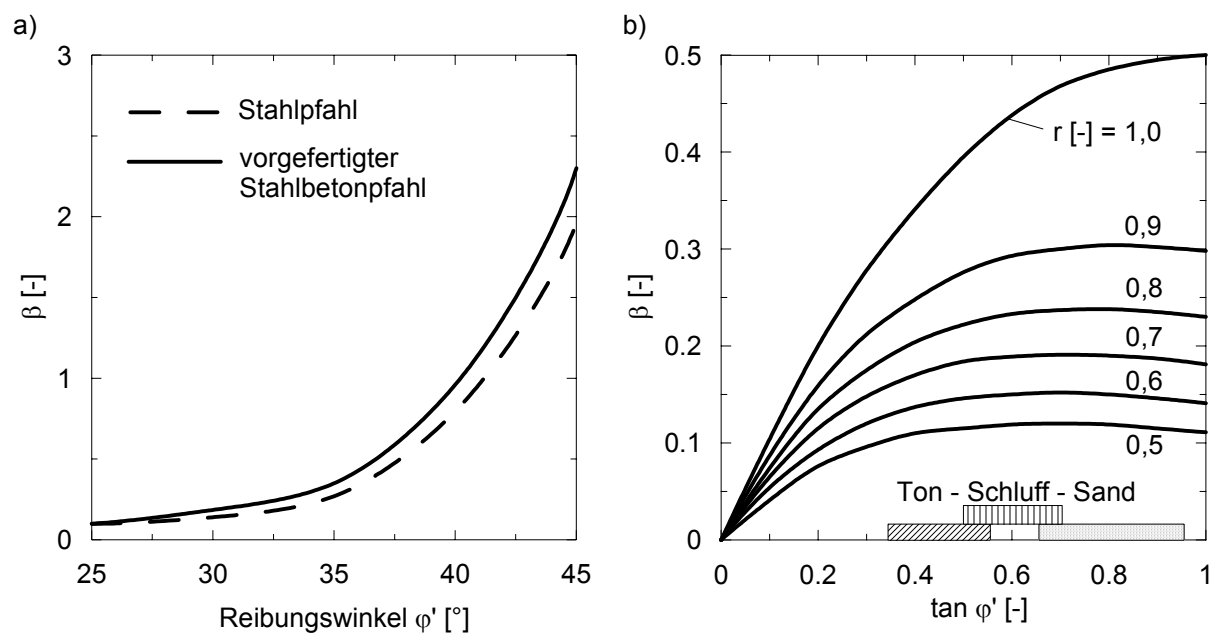 a)
3
2
1
0
β [-]
Stahlpfahl
vorgefertigter
Stahlbetonpfahl
25
30
35
40
45
Reibungswinkel φ' [°]
b)
0.5
0.4
0.3
0.2
0.1
0
β [-]
r [-] = 1,0
0,9
0,8
0,7
0,6
0,5
Ton - Schluff - Sand
0
0.2
0.4
0.6
0.8
1
tan φ' [-]